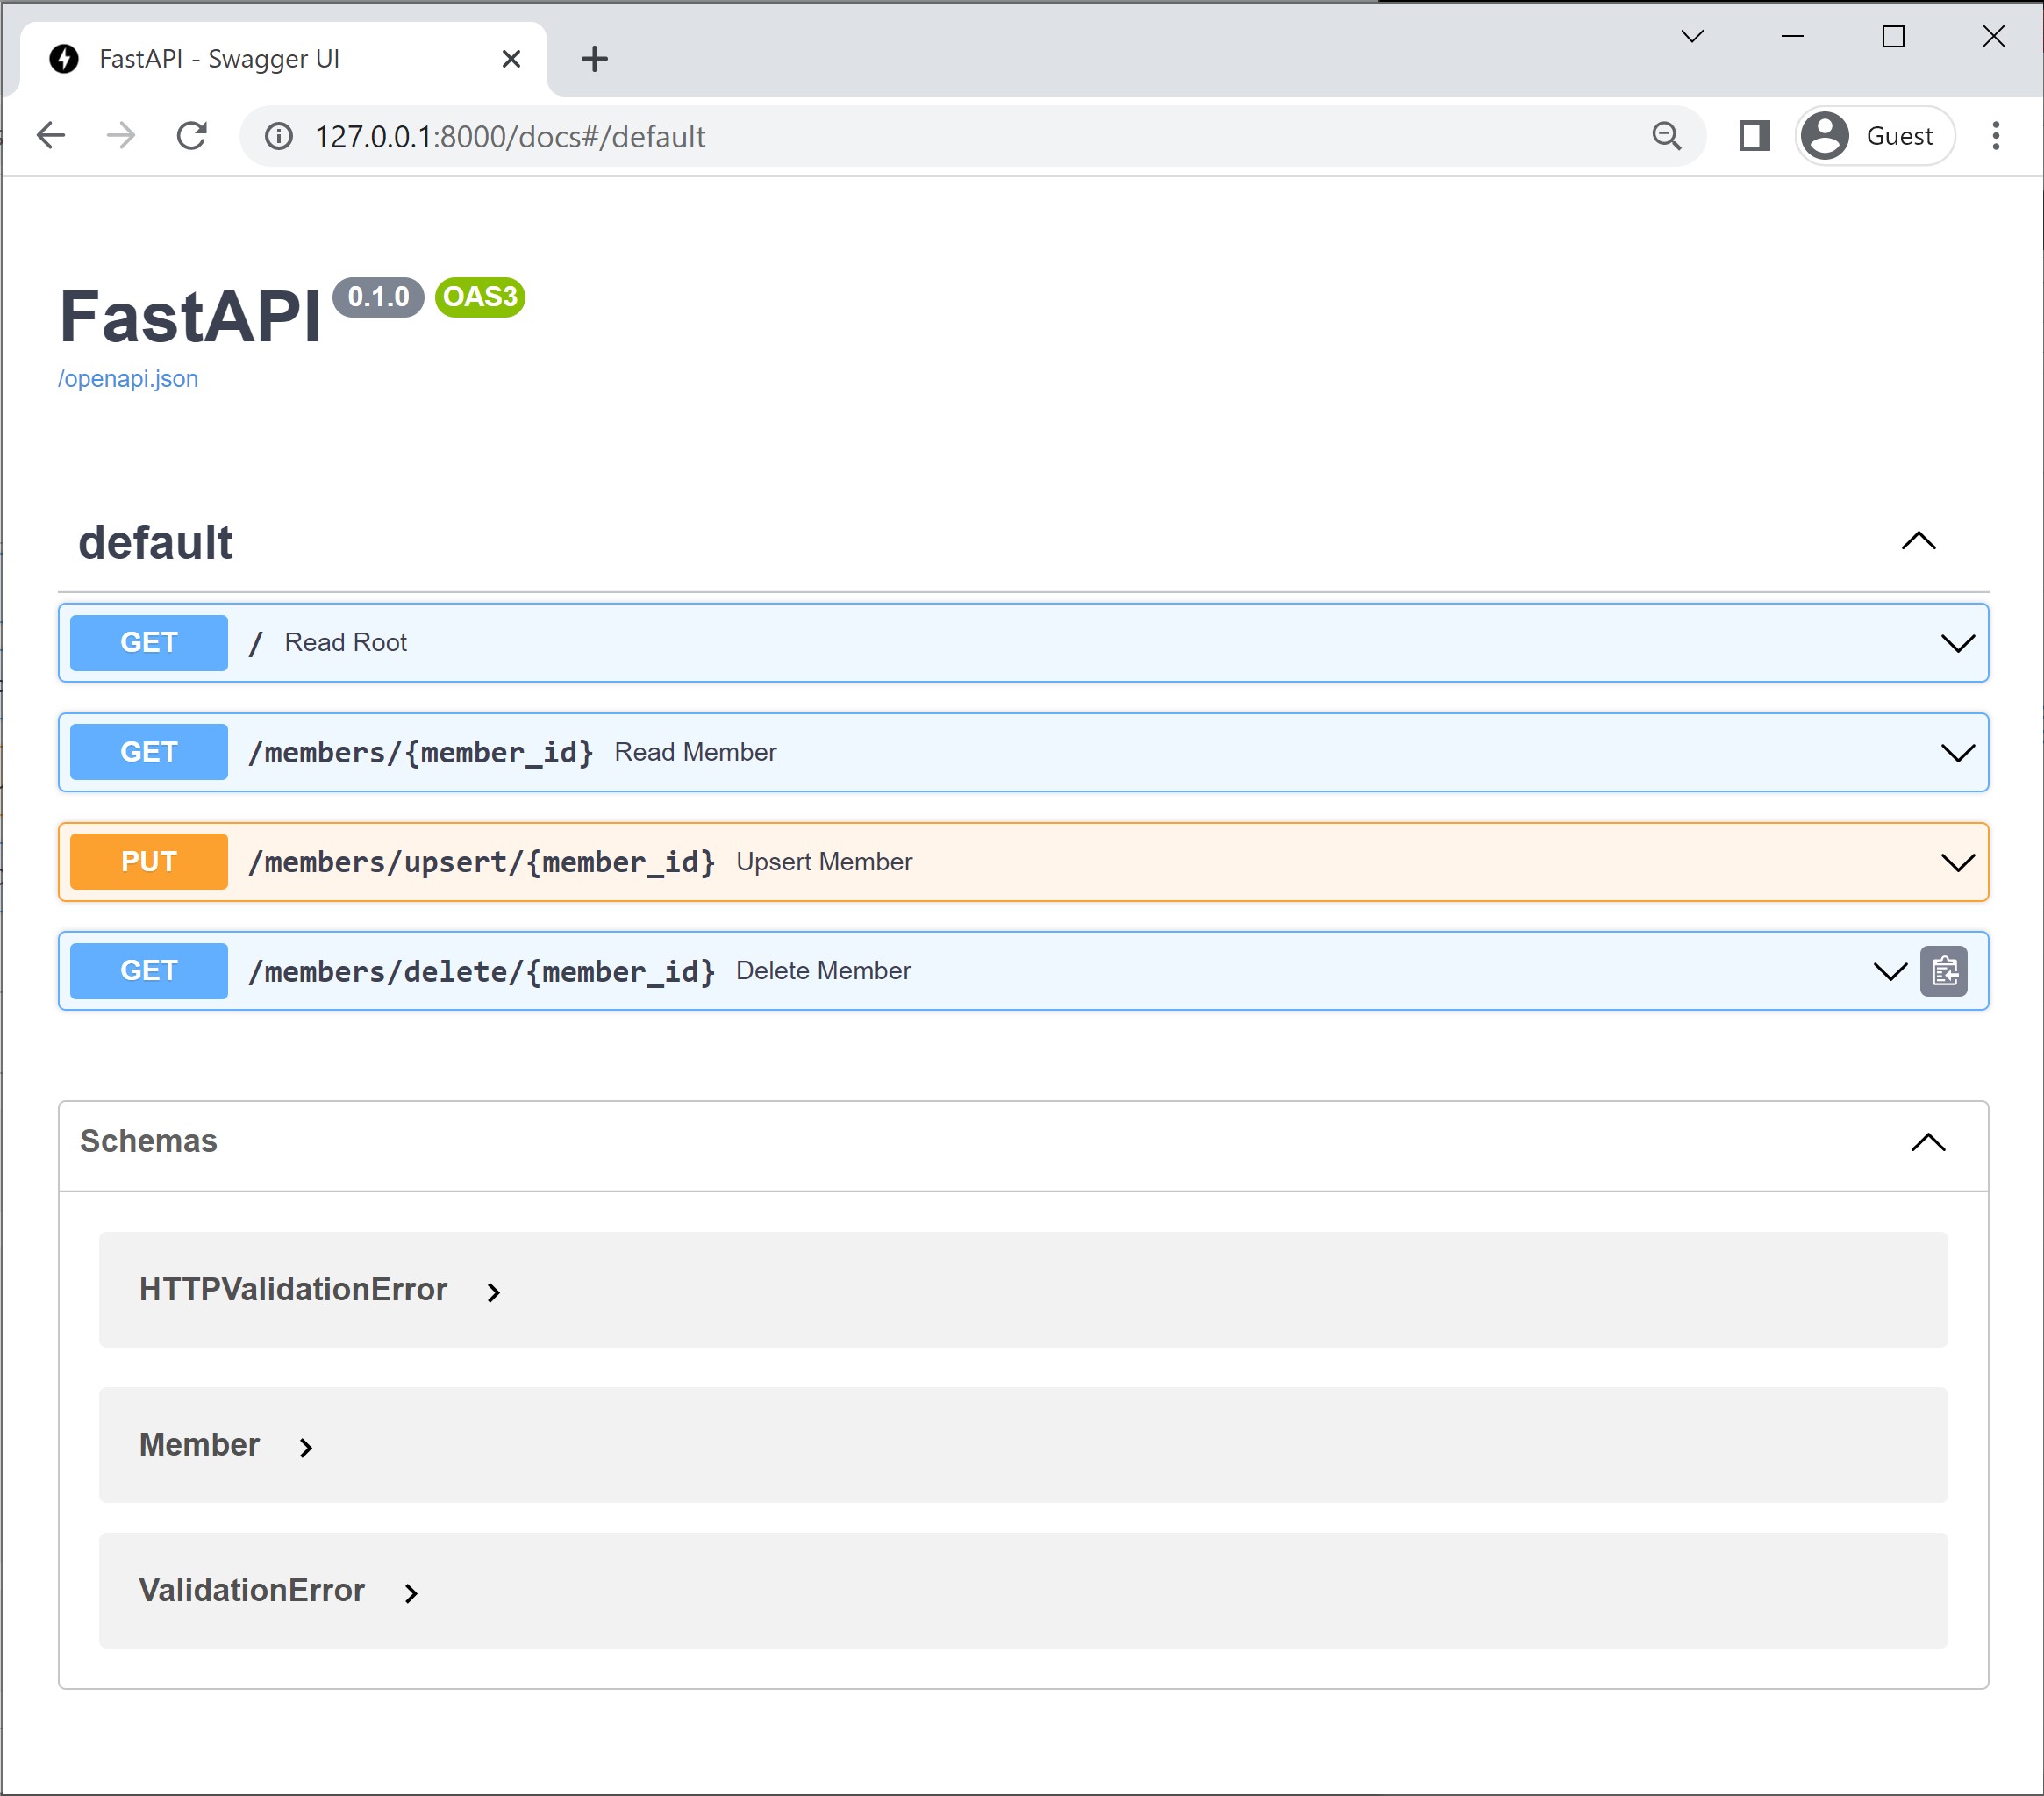 FastAPI - Swagger UI
127.0.0.1:8000/docs#/default
Guest
FastAPI 0.1.0 OAS3
/openapi.json
default
GET / Read Root
GET /members/{member_id} Read Member
PUT /members/upsert/{member_id} Upsert Member
GET /members/delete/{member_id} Delete Member
Schemas
HTTPValidationError
Member
ValidationError